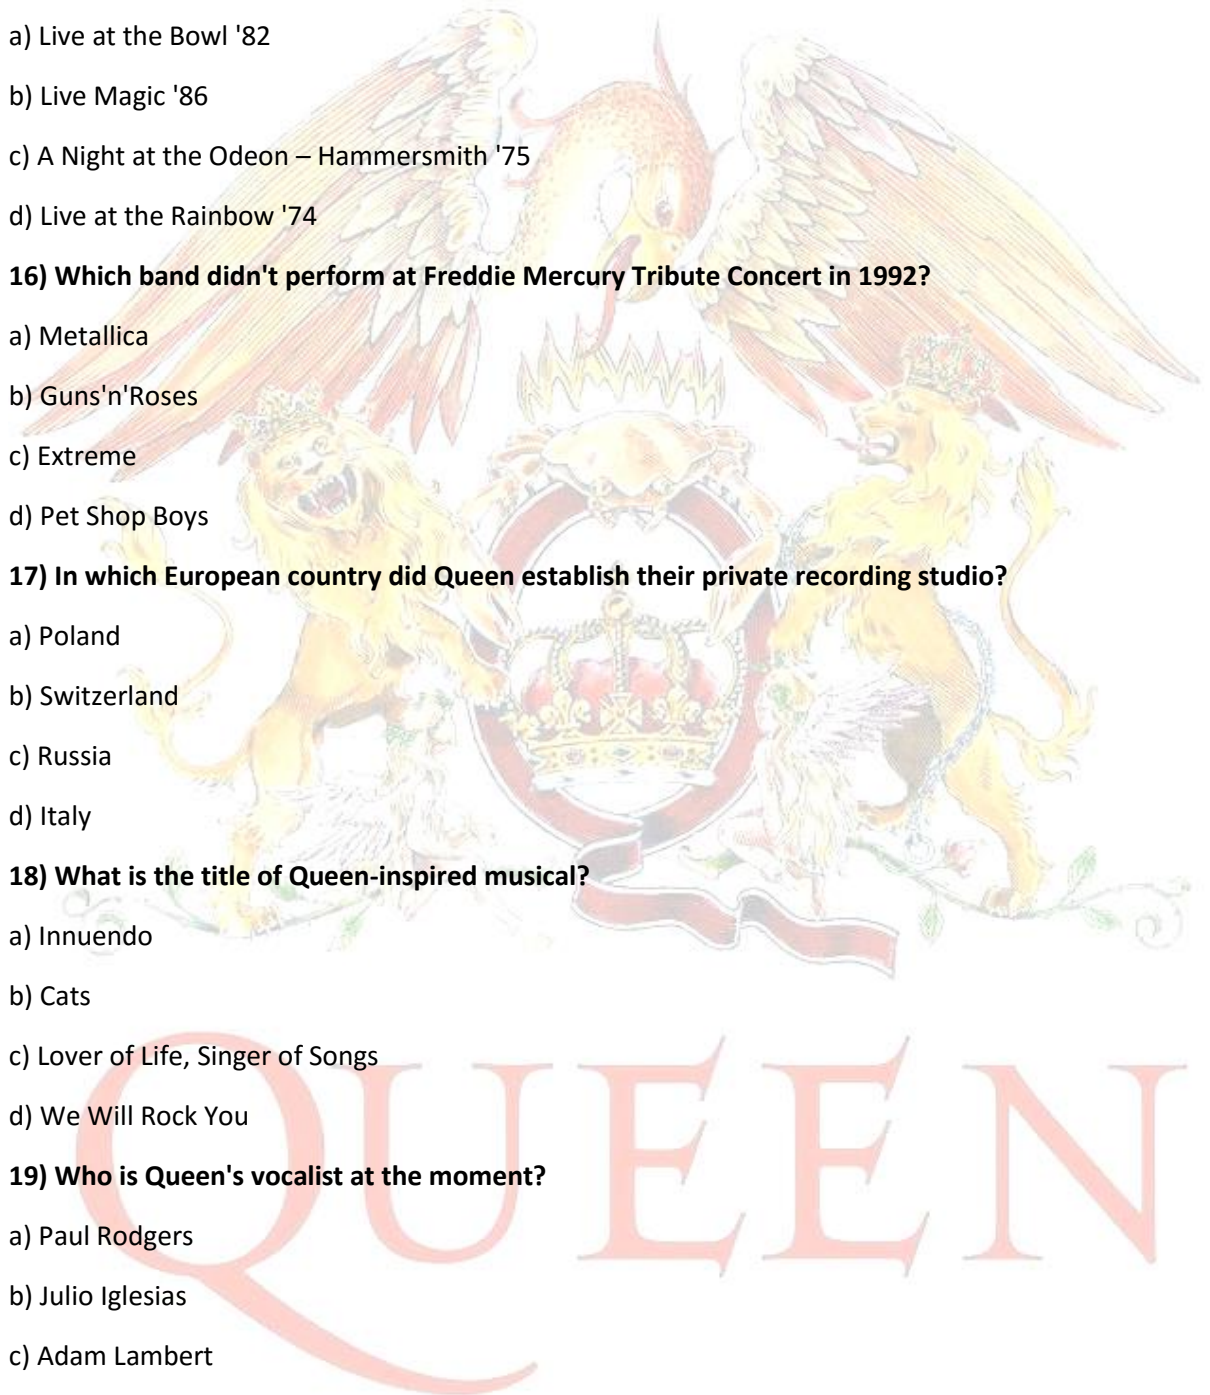 a) Live at the Bowl '82
b) Live Magic '86
c) A Night at the Odeon – Hammersmith '75
d) Live at the Rainbow '74
16) Which band didn't perform at Freddie Mercury Tribute Concert in 1992?
a) Metallica
b) Guns'n'Roses
c) Extreme
d) Pet Shop Boys
17) In which European country did Queen establish their private recording studio?
a) Poland
b) Switzerland
c) Russia
d) Italy
18) What is the title of Queen-inspired musical?
a) Innuendo
b) Cats
c) Lover of Life, Singer of Songs
d) We Will Rock You
QUEEN
19) Who is Queen's vocalist at the moment?
a) Paul Rodgers
b) Julio Iglesias
c) Adam Lambert